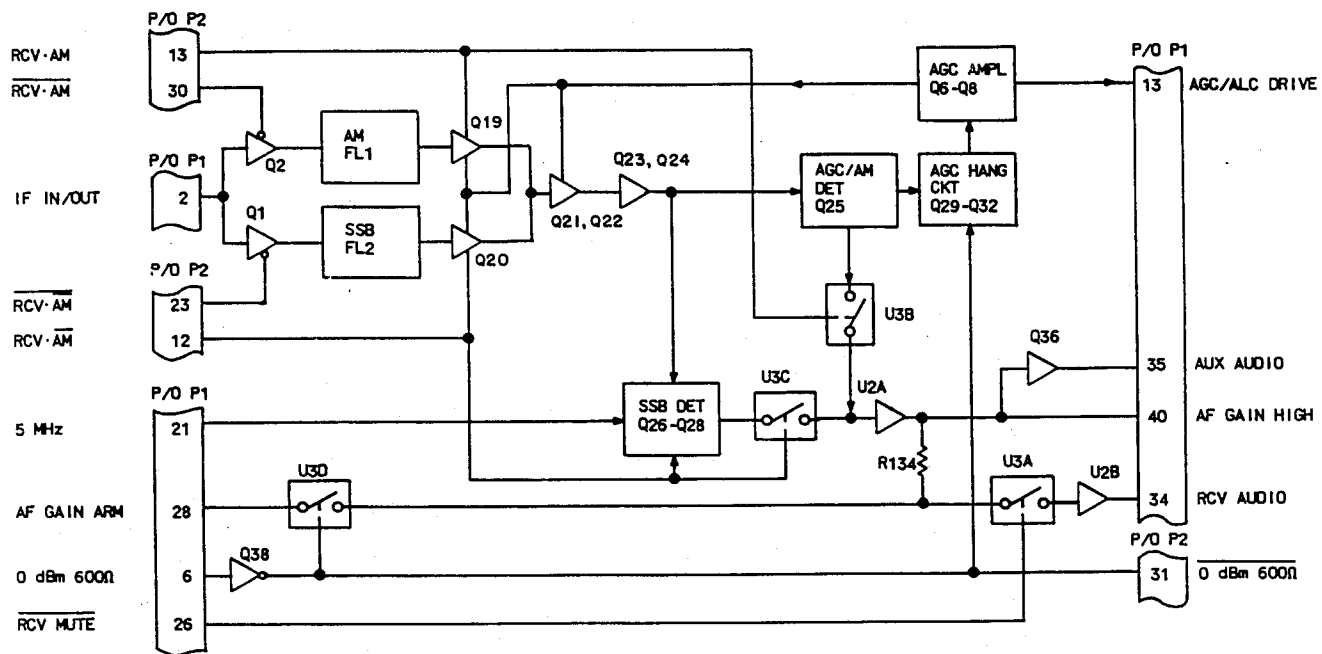 P/O P2
RCV·AM
13
RCV·AM
30
P/O P1
IF IN/OUT
2
P/O P2
RCV·AM
23
RCV·AM
12
P/O P1
5 MHz
21
AF GAIN ARM
28
0 dBm 600Ω
6
RCV MUTE
26
Q2
Q1
AM
FL1
SSB
FL2
Q19
Q20
Q21, Q22
Q23, Q24
AGC/AM
DET
Q25
AGC HANG
CKT
Q29-Q32
AGC AMPL
Q6-Q8
U3B
SSB DET
Q26-Q28
U3C
U2A
Q36
R134
U3D
Q38
U3A
U2B
P/O P1
13
AGC/ALC DRIVE
35
AUX AUDIO
40
AF GAIN HIGH
34
RCV AUDIO
P/O P2
31
0 dBm 600Ω